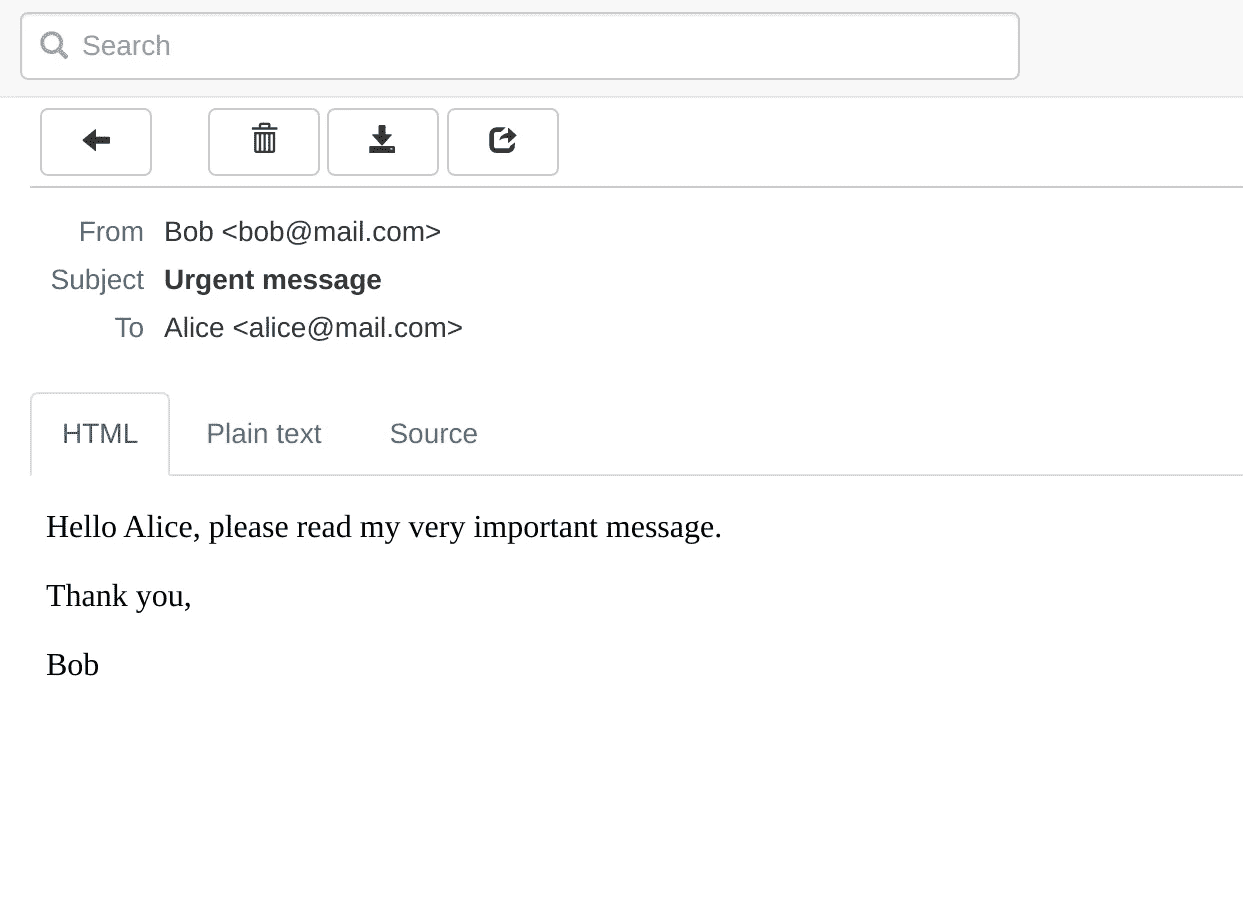 Search
From Bob <bob@mail.com>
Subject Urgent message
To Alice <alice@mail.com>
HTML Plain text Source
Hello Alice, please read my very important message.
Thank you,
Bob